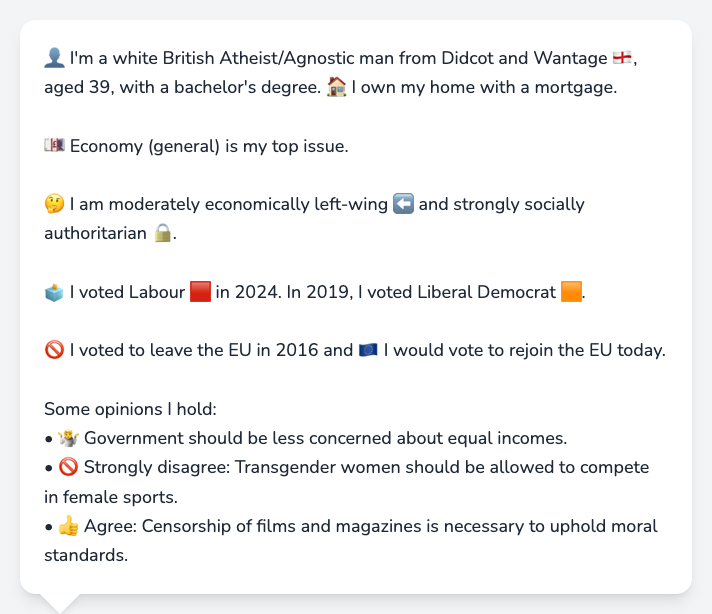 👤 I'm a white British Atheist/Agnostic man from Didcot and Wantage 🏴󠁧󠁢󠁥󠁮󠁧󠁿,
aged 39, with a bachelor's degree. 🏠 I own my home with a mortgage.
💷 Economy (general) is my top issue.
🤔 I am moderately economically left-wing ⬅️ and strongly socially
authoritarian 🔒.
🗳️ I voted Labour 🟥 in 2024. In 2019, I voted Liberal Democrat 🟧.
🚫 I voted to leave the EU in 2016 and 🇪🇺 I would vote to rejoin the EU today.
Some opinions I hold:
• 🤷 Government should be less concerned about equal incomes.
• 🚫 Strongly disagree: Transgender women should be allowed to compete
in female sports.
• 👍 Agree: Censorship of films and magazines is necessary to uphold moral
standards.